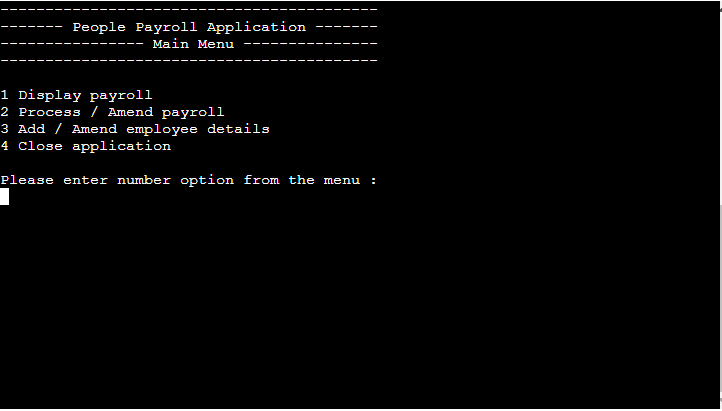 ------------------------------------------
------- People Payroll Application -------
---------------- Main Menu ---------------
------------------------------------------
1 Display payroll
2 Process / Amend payroll
3 Add / Amend employee details
4 Close application
Please enter number option from the menu :